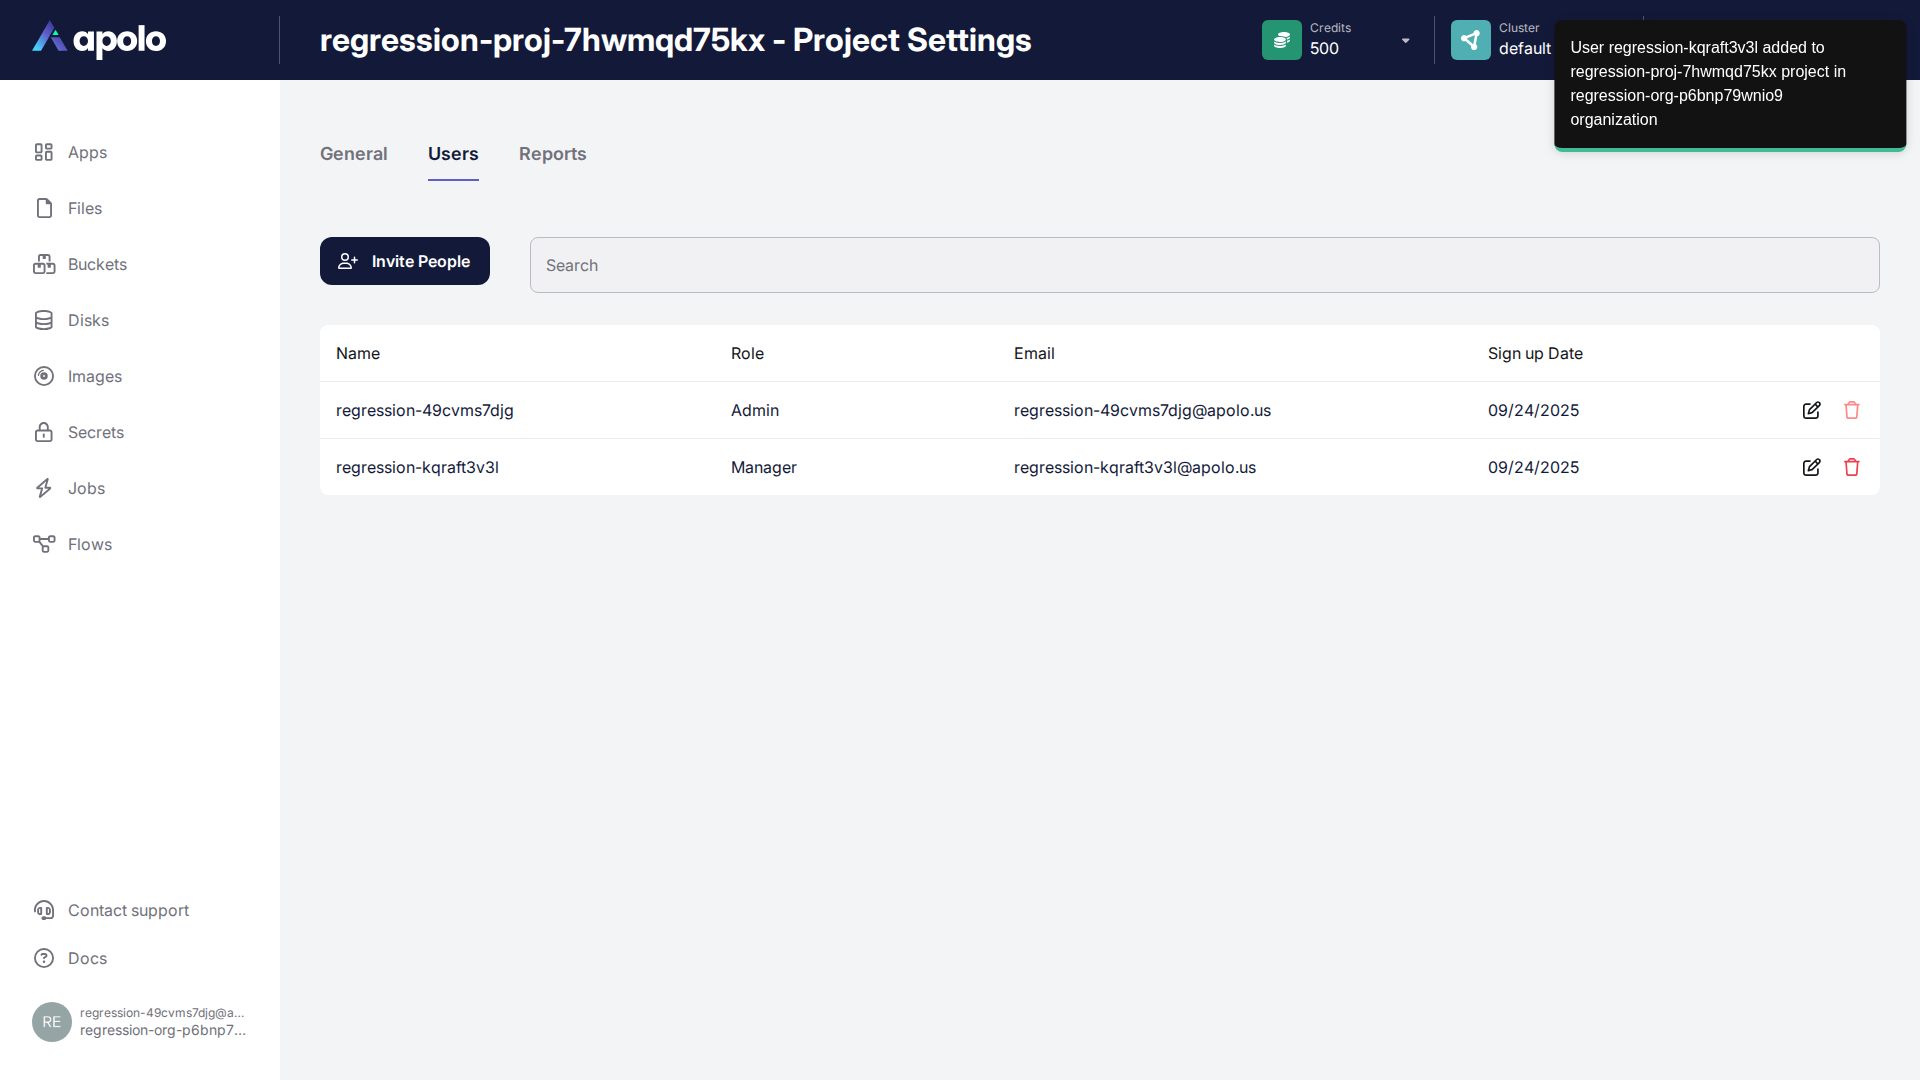 apolo
regression-proj-7hwmqd75kx - Project Settings
Credits
500
Cluster
default
User regression-kqraft3v3l added to
regression-proj-7hwmqd75kx project in
regression-org-p6bnp79wnio9
organization
Apps
Files
Buckets
Disks
Images
Secrets
Jobs
Flows
Contact support
Docs
RE
regression-49cvms7djg@a...
regression-org-p6bnp7...
General Users Reports
Invite People
Search
Name Role Email Sign up Date
regression-49cvms7djg Admin regression-49cvms7djg@apolo.us 09/24/2025
regression-kqraft3v3l Manager regression-kqraft3v3l@apolo.us 09/24/2025